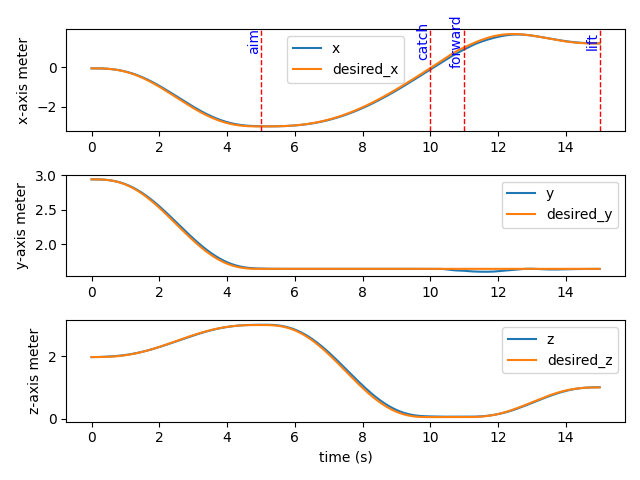 x-axis meter
0
−2
aim
catch
forward
lift
x
desired_x
0 2 4 6 8 10 12 14
y-axis meter
3.0
2.5
2.0
y
desired_y
0 2 4 6 8 10 12 14
z-axis meter
2
0
z
desired_z
0 2 4 6 8 10 12 14
time (s)